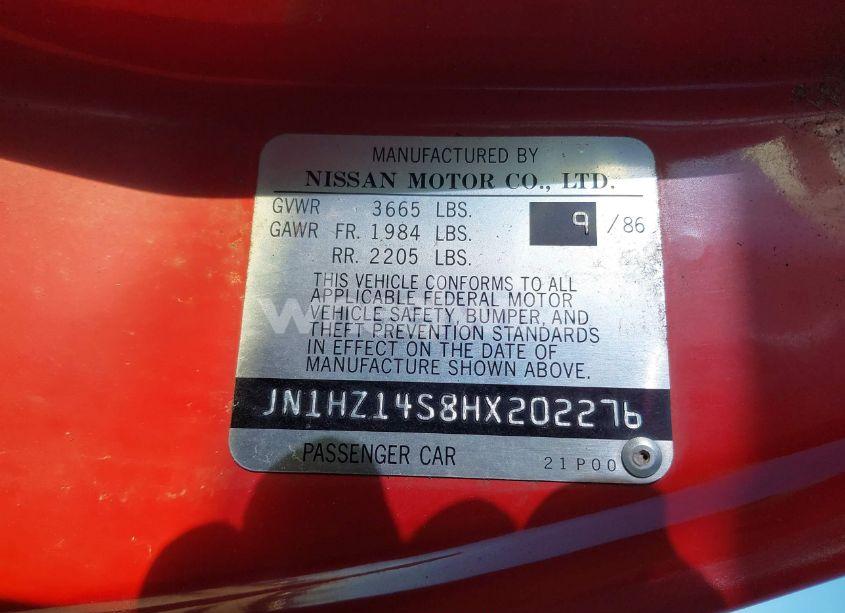 MANUFACTURED BY
NISSAN MOTOR CO., LTD.
GVWR 3665 LBS. 9 / 86
GAWR FR. 1984 LBS.
RR. 2205 LBS.
THIS VEHICLE CONFORMS TO ALL
APPLICABLE FEDERAL MOTOR
VEHICLE SAFETY, BUMPER, AND
THEFT PREVENTION STANDARDS
IN EFFECT ON THE DATE OF
MANUFACTURE SHOWN ABOVE.
JN1HZ14S8HX202276
PASSENGER CAR 21P00